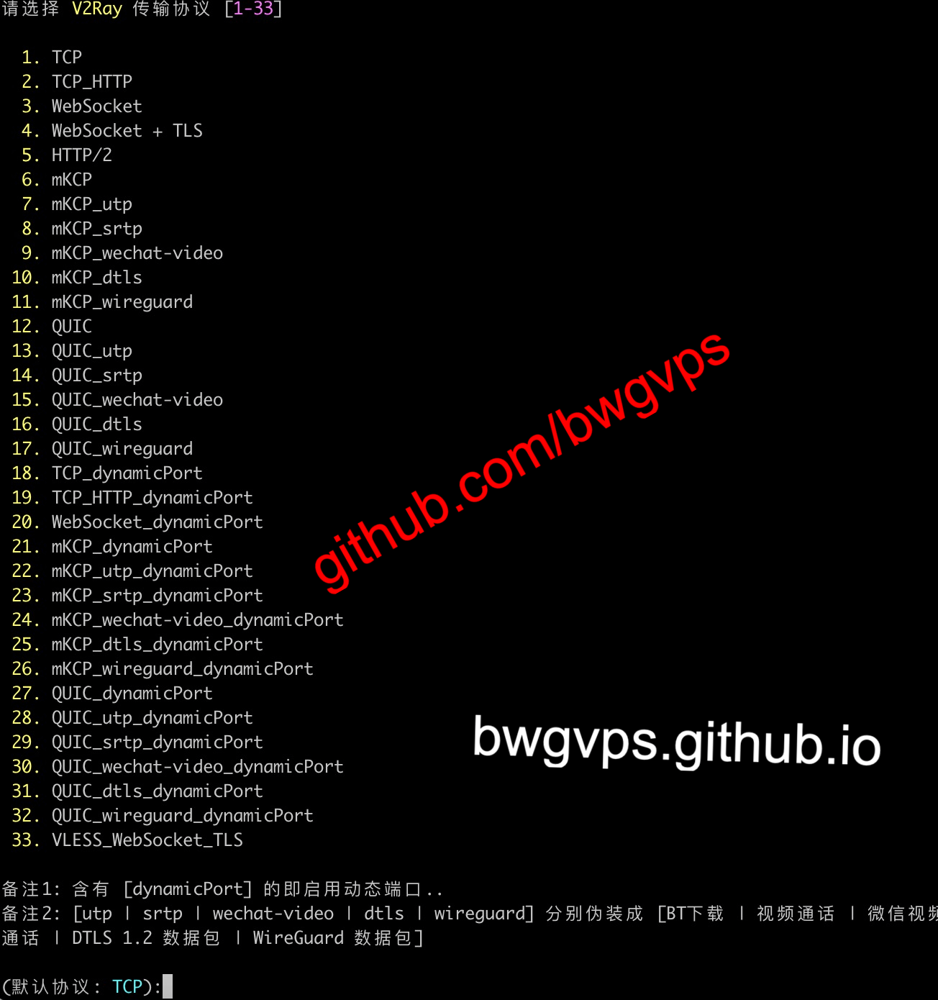 请选择 V2Ray 传输协议 [1-33]
1. TCP
2. TCP_HTTP
3. WebSocket
4. WebSocket + TLS
5. HTTP/2
6. mKCP
7. mKCP_utp
8. mKCP_srtp
9. mKCP_wechat-video
10. mKCP_dtls
11. mKCP_wireguard
12. QUIC
13. QUIC_utp
14. QUIC_srtp
15. QUIC_wechat-video
16. QUIC_dtls
17. QUIC_wireguard
18. TCP_dynamicPort
19. TCP_HTTP_dynamicPort
20. WebSocket_dynamicPort
21. mKCP_dynamicPort
22. mKCP_utp_dynamicPort
23. mKCP_srtp_dynamicPort
24. mKCP_wechat-video_dynamicPort
25. mKCP_dtls_dynamicPort
26. mKCP_wireguard_dynamicPort
27. QUIC_dynamicPort
28. QUIC_utp_dynamicPort
29. QUIC_srtp_dynamicPort
30. QUIC_wechat-video_dynamicPort
31. QUIC_dtls_dynamicPort
32. QUIC_wireguard_dynamicPort
33. VLESS_WebSocket_TLS
github.com/bwgvps
bwgvps.github.io
备注1: 含有 [dynamicPort] 的即启用动态端口..
备注2: [utp | srtp | wechat-video | dtls | wireguard] 分别伪装成 [BT下载 | 视频通话 | 微信视频
通话 | DTLS 1.2 数据包 | WireGuard 数据包]
(默认协议: TCP):